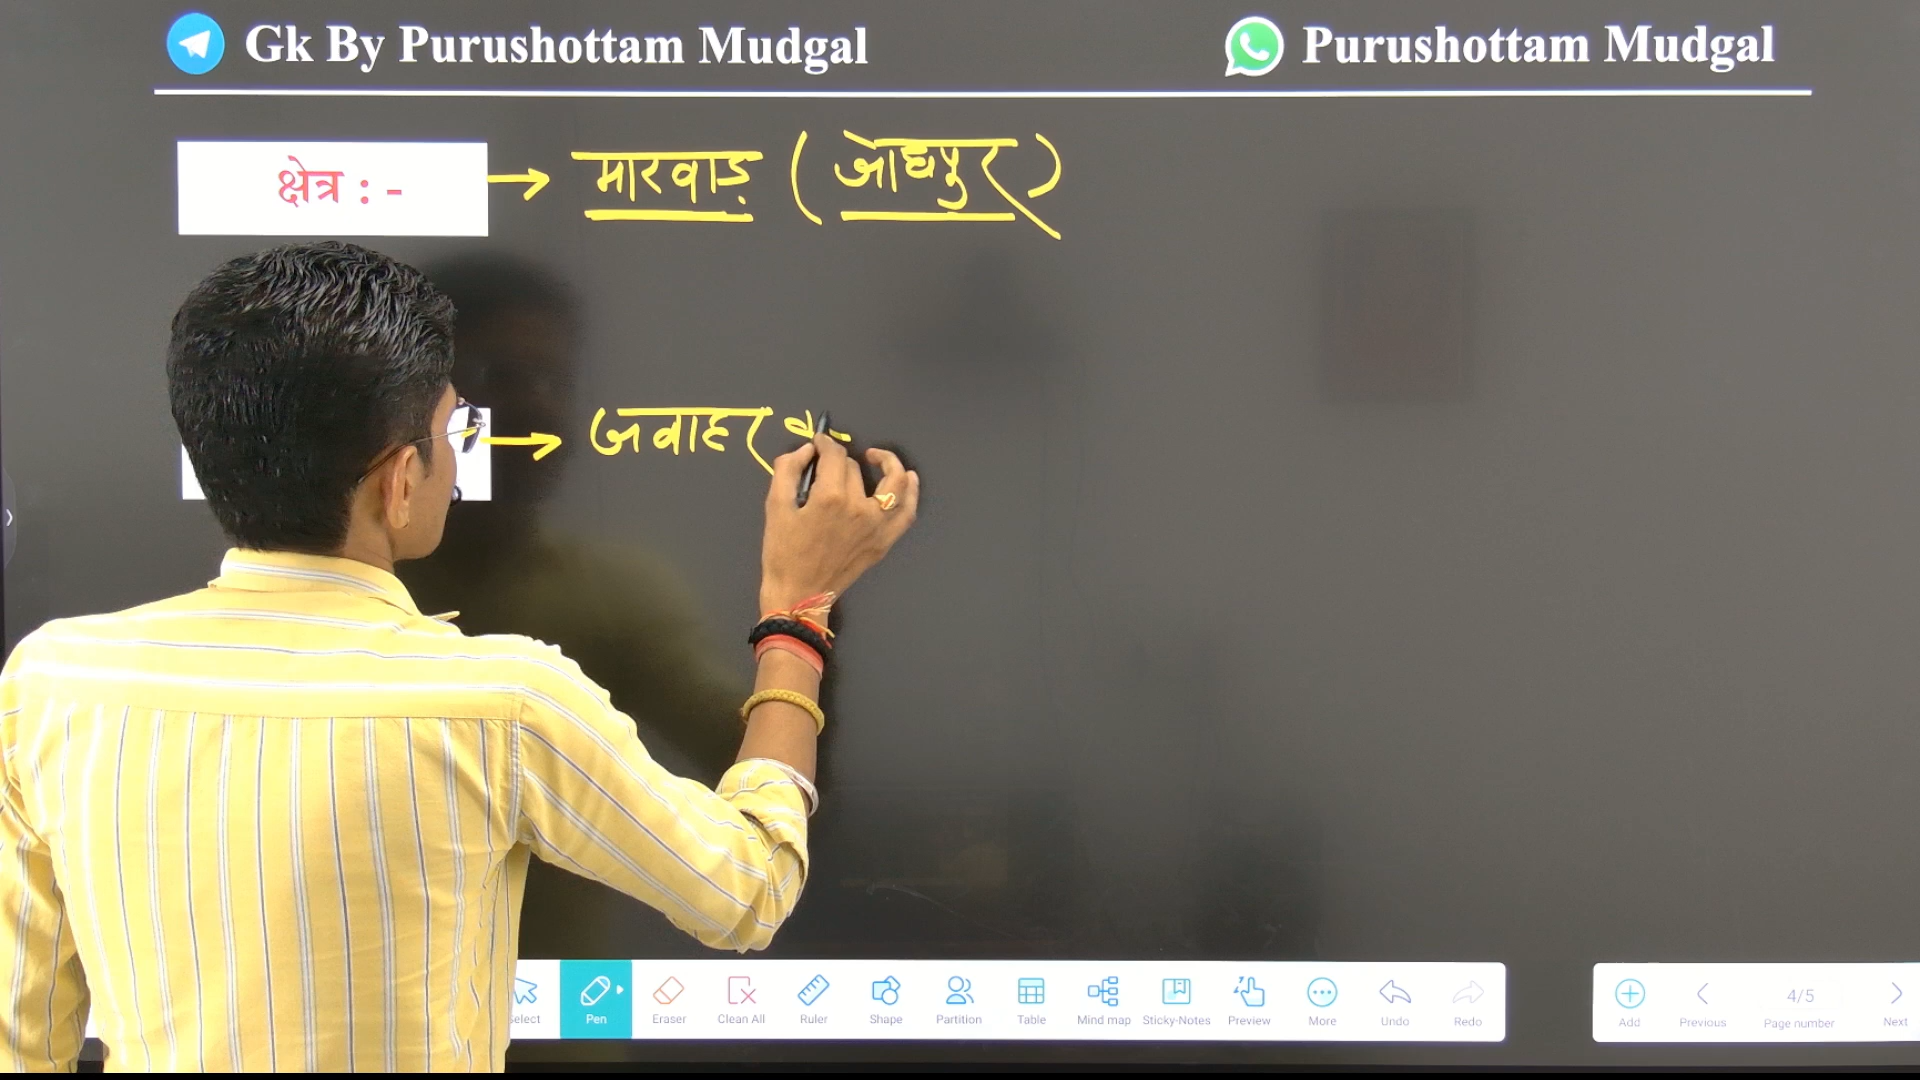 Gk By Purushottam Mudgal Purushottam Mudgal
क्षेत्र : - → मारवाड़ (जोधपुर)
→ जवाहर
Select Pen Eraser Clean All Ruler Shape Partition Table Mind map Sticky-Notes Preview More Undo Redo Add Previous 4/5 Page number Next